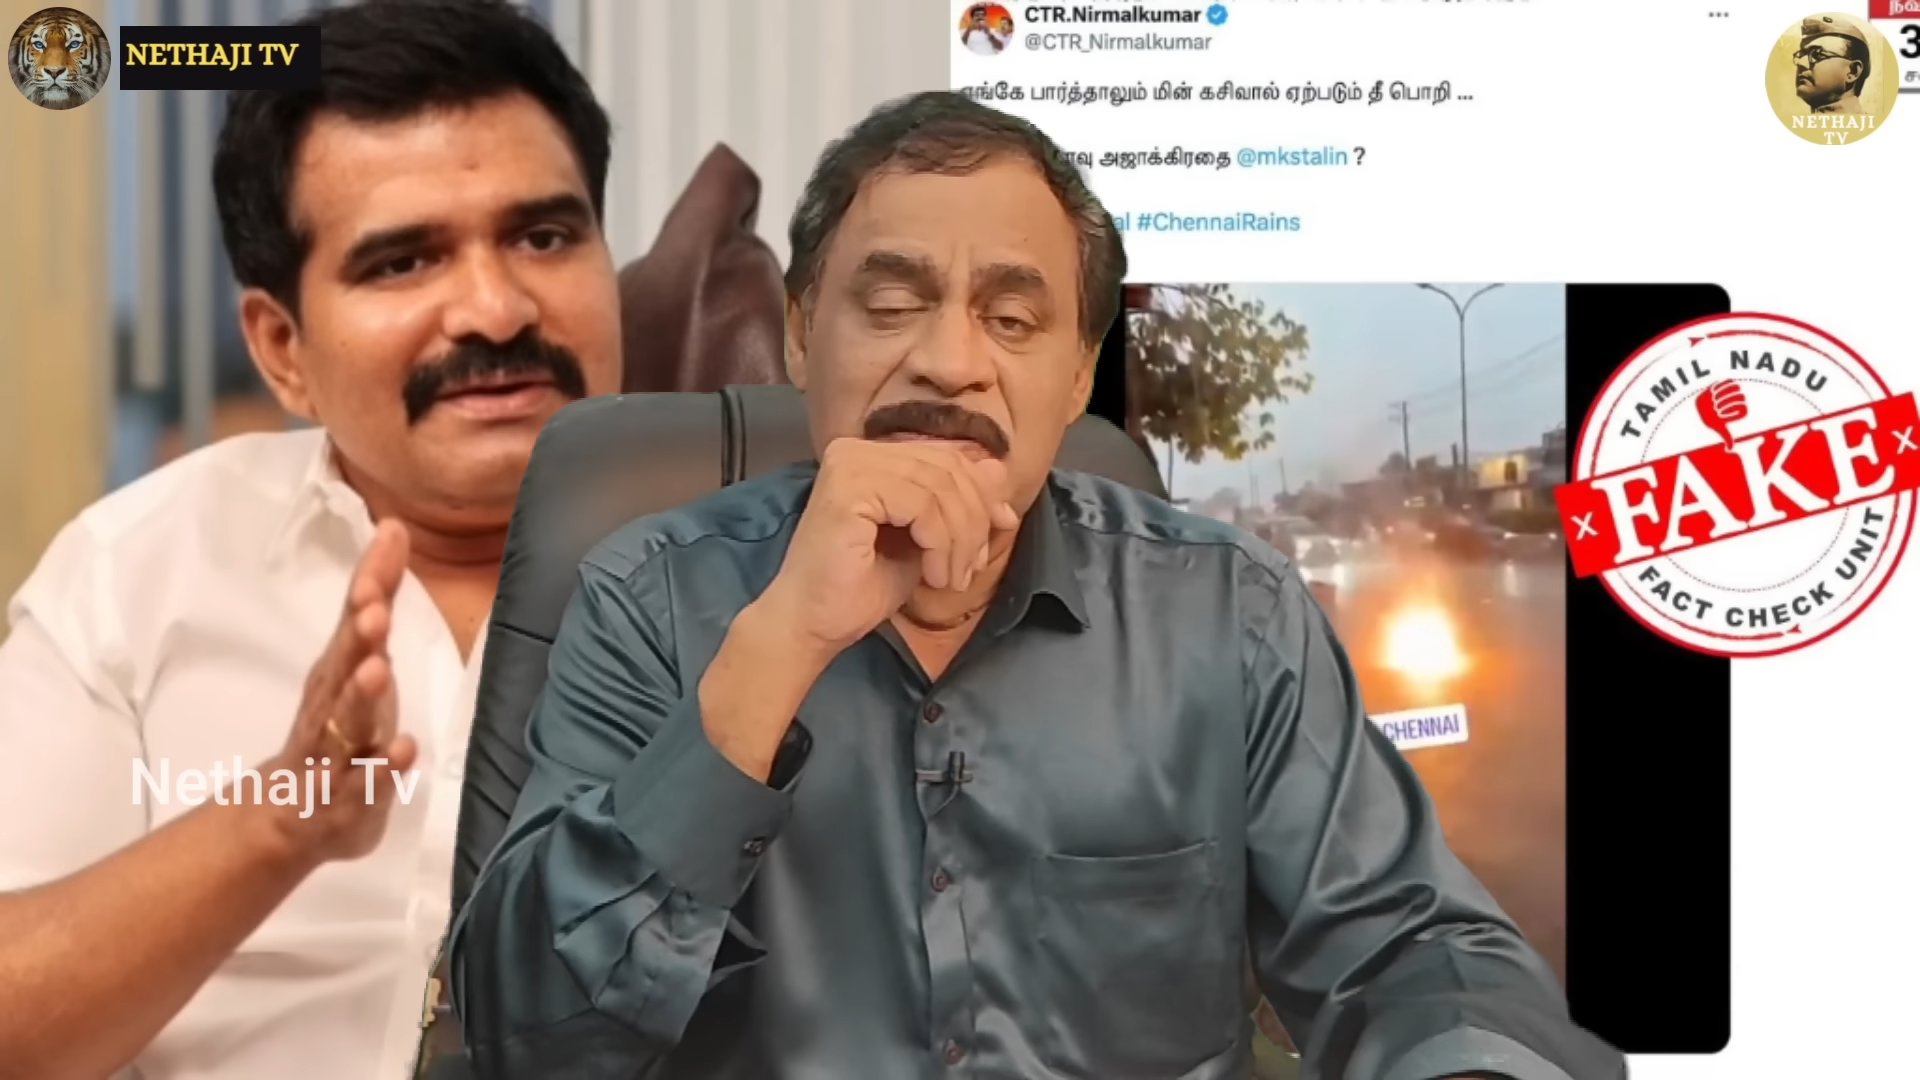 NETHAJI TV
CTR.Nirmalkumar
@CTR_Nirmalkumar
எங்கே பார்த்தாலும் மின் கசிவால் ஏற்படும் தீ பொறி ...
அஜாக்கிரதை @mkstalin ?
#ChennaiRains
NETHAJI
TV
3
TAMIL NADU
FAKE
FACT CHECK UNIT
CHENNAI
Nethaji Tv